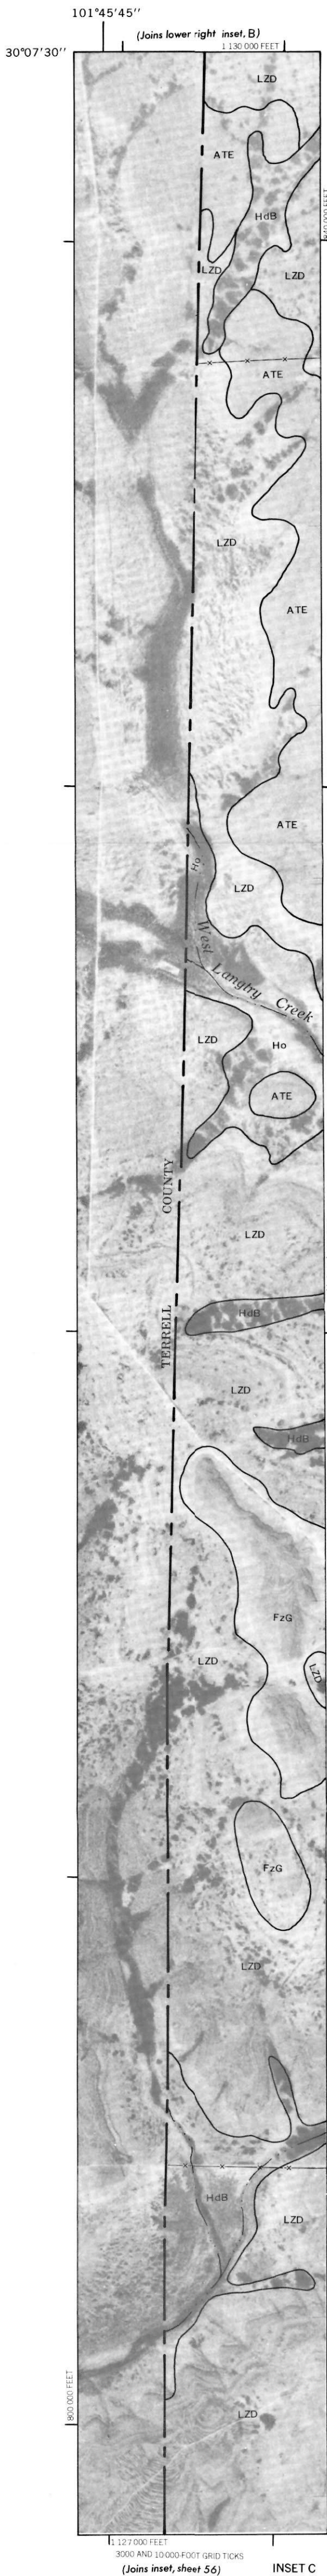 101°45'45''
(Joins lower right inset, B)
30°07'30''
1 130 000 FEET
LZD
ATE
840 000 FEET
HdB
LZD
LZD
ATE
LZD
ATE
ATE
Ho
LZD
West Langtry Creek
LZD
Ho
ATE
TERRELL COUNTY
LZD
HdB
LZD
HdB
FzG
LZD
LZD
FzG
LZD
HdB
LZD
800 000 FEET
LZD
1 127 000 FEET
3000 AND 10 000-FOOT GRID TICKS
(Joins inset, sheet 56)
INSET C